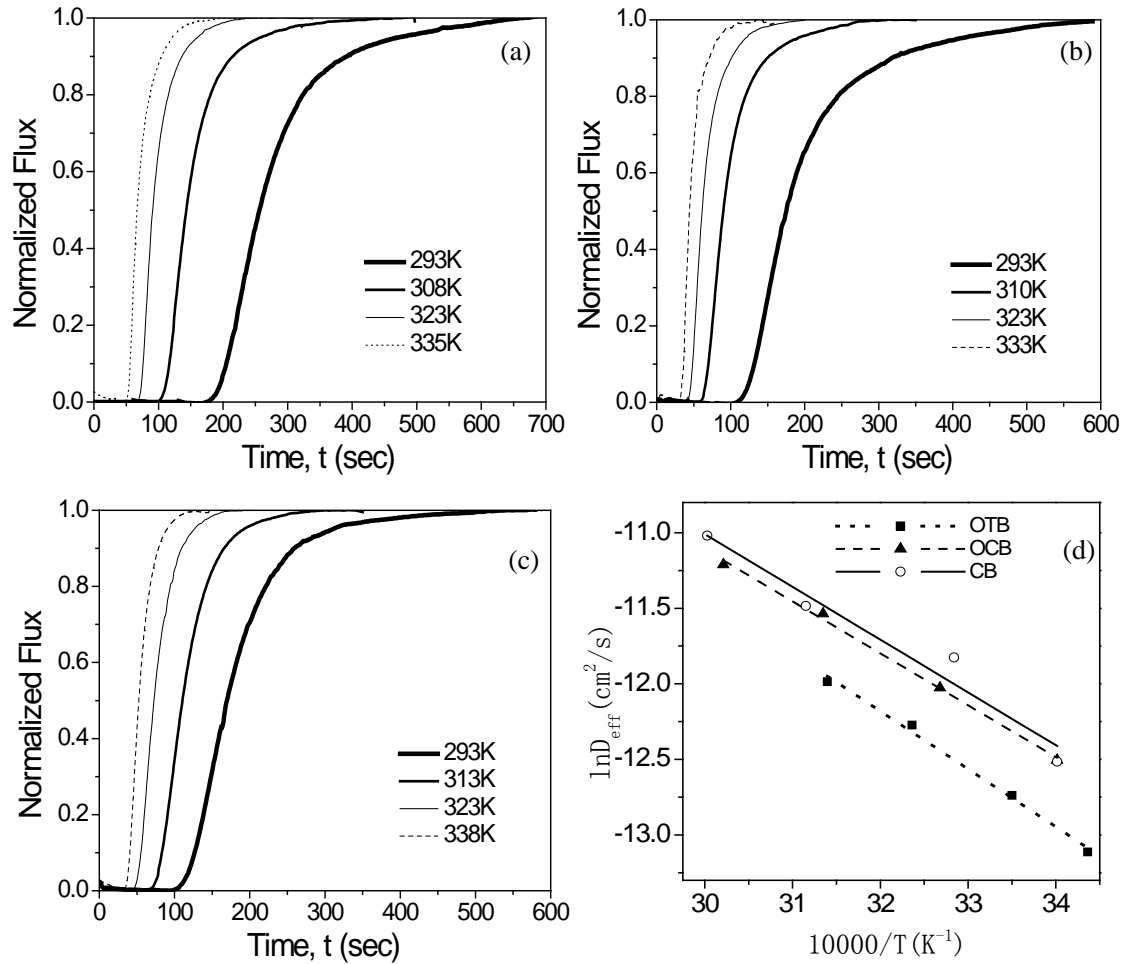 (a)
1.0
0.8
0.6
0.4
0.2
0.0
Normalized Flux
293K
308K
323K
335K
0 100 200 300 400 500 600 700
Time, t (sec)
(b)
1.0
0.8
0.6
0.4
0.2
0.0
Normalized Flux
293K
310K
323K
333K
0 100 200 300 400 500 600
Time, t (sec)
(c)
1.0
0.8
0.6
0.4
0.2
0.0
Normalized Flux
293K
313K
323K
338K
0 100 200 300 400 500 600
Time, t (sec)
(d)
OTB
OCB
CB
-11.0
-11.5
-12.0
-12.5
-13.0
lnD_eff (cm²/s)
30 31 32 33 34
10000/T(K⁻¹)